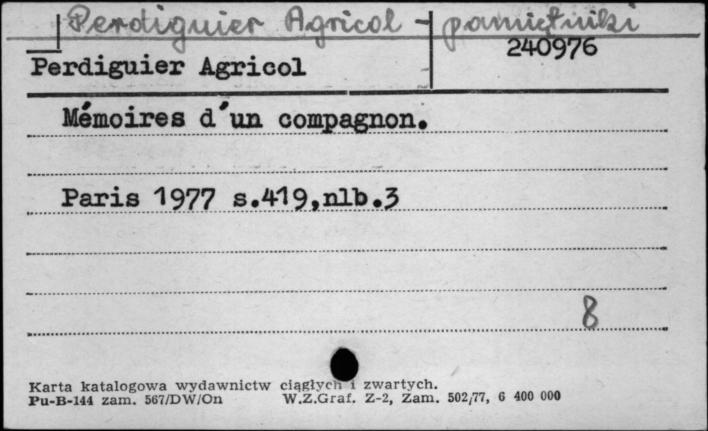 Perdiguier Agricol - pamiętniki
240976
Perdiguier Agricol
Mémoires d'un compagnon.
Paris 1977 s.419,nlb.3
8
Karta katalogowa wydawnictw ciągłych i zwartych.
Pu-B-144 zam. 567/DW/On W.Z.Graf. Z-2, Zam. 502/77, 6 400 000